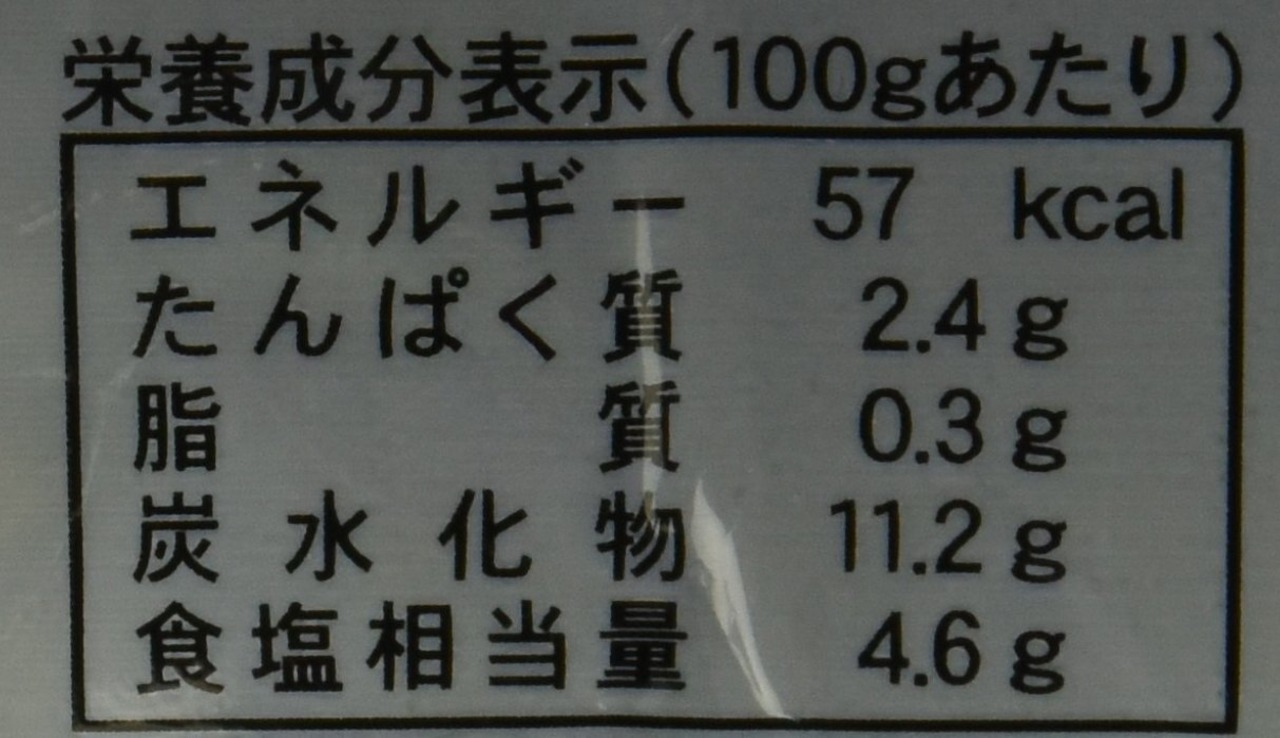 栄養成分表示(100gあたり)
エネルギー 57 kcal
たんぱく質 2.4 g
脂質 0.3 g
炭水化物 11.2 g
食塩相当量 4.6 g